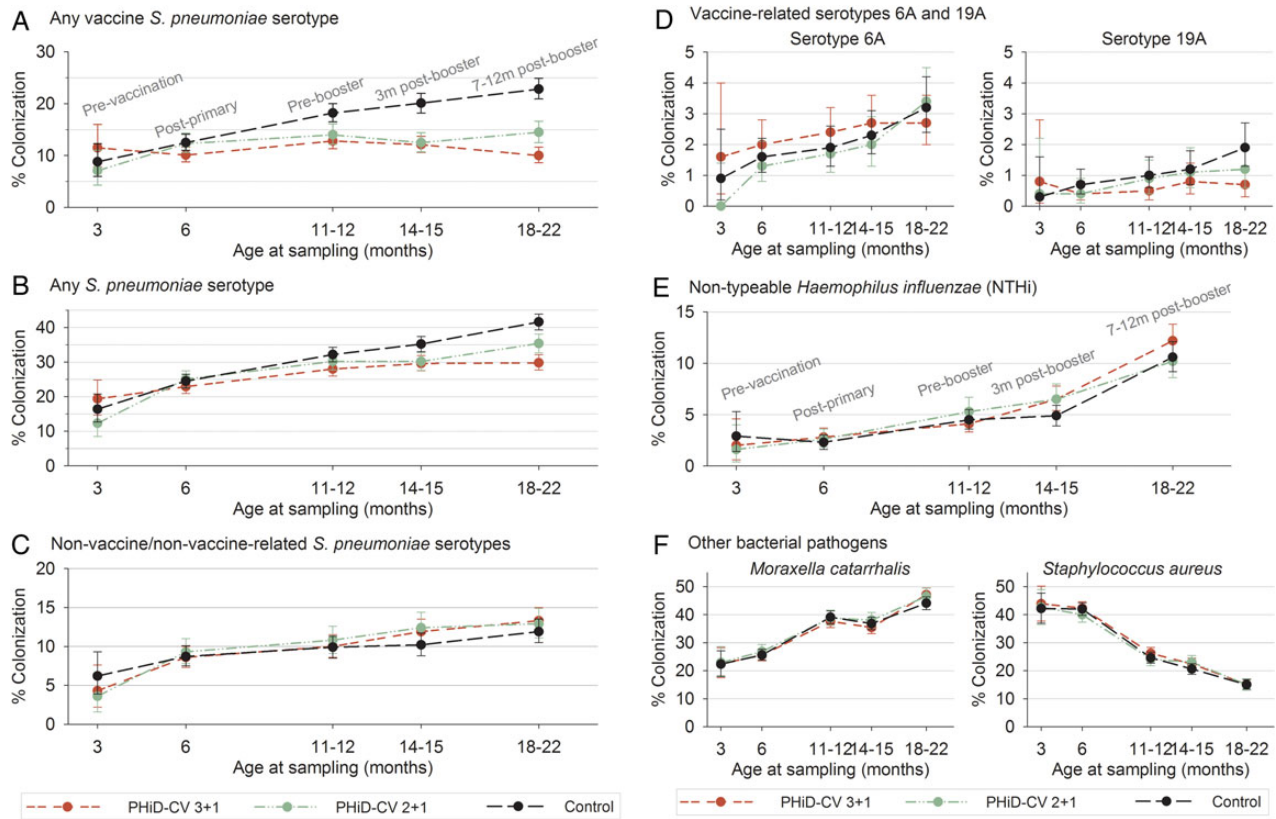 A Any vaccine S. pneumoniae serotype
30
20
10
0
% Colonization
Pre-vaccination
Post-primary
Pre-booster
3m post-booster
7-12m post-booster
3 6 11-12 14-15 18-22
Age at sampling (months)
B Any S. pneumoniae serotype
40
30
20
10
0
% Colonization
3 6 11-12 14-15 18-22
Age at sampling (months)
C Non-vaccine/non-vaccine-related S. pneumoniae serotypes
20
15
10
5
0
% Colonization
3 6 11-12 14-15 18-22
Age at sampling (months)
PHiD-CV 3+1 PHiD-CV 2+1 Control
D Vaccine-related serotypes 6A and 19A
Serotype 6A
5
4
3
2
1
0
% Colonization
3 6 11-12 14-15 18-22
Age at sampling (months)
Serotype 19A
5
4
3
2
1
0
% Colonization
3 6 11-12 14-15 18-22
Age at sampling (months)
E Non-typeable Haemophilus influenzae (NTHi)
15
10
5
0
% Colonization
Pre-vaccination
Post-primary
Pre-booster
3m post-booster
7-12m post-booster
3 6 11-12 14-15 18-22
Age at sampling (months)
F Other bacterial pathogens
Moraxella catarrhalis
50
40
30
20
10
0
% Colonization
3 6 11-12 14-15 18-22
Age at sampling (months)
Staphylococcus aureus
50
40
30
20
10
0
% Colonization
3 6 11-12 14-15 18-22
Age at sampling (months)
PHiD-CV 3+1 PHiD-CV 2+1 Control